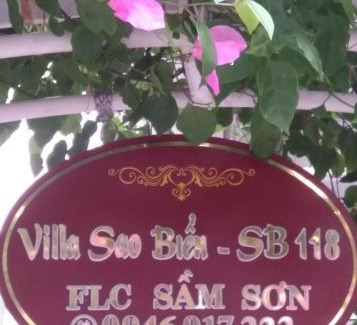 Villa Sao Biển - SB 118
FLC SẦM SƠN